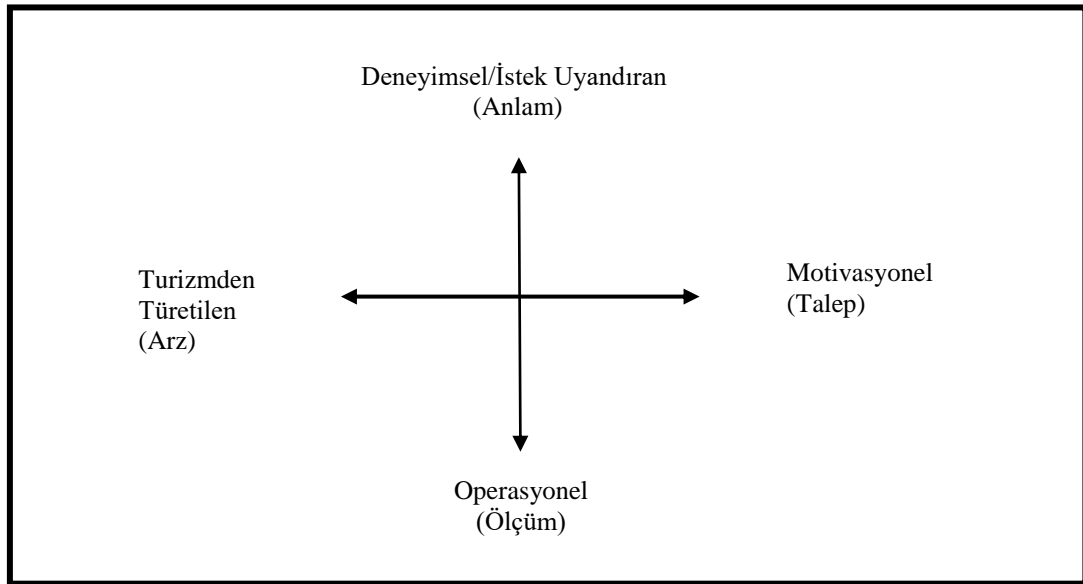 Deneyimsel/İstek Uyandıran
(Anlam)
Turizmden
Türetilen
(Arz)
Motivasyonel
(Talep)
Operasyonel
(Ölçüm)